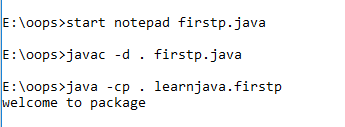 E:\oops>start notepad firstp.java
E:\oops>javac -d . firstp.java
E:\oops>java -cp . learnjava.firstp
welcome to package